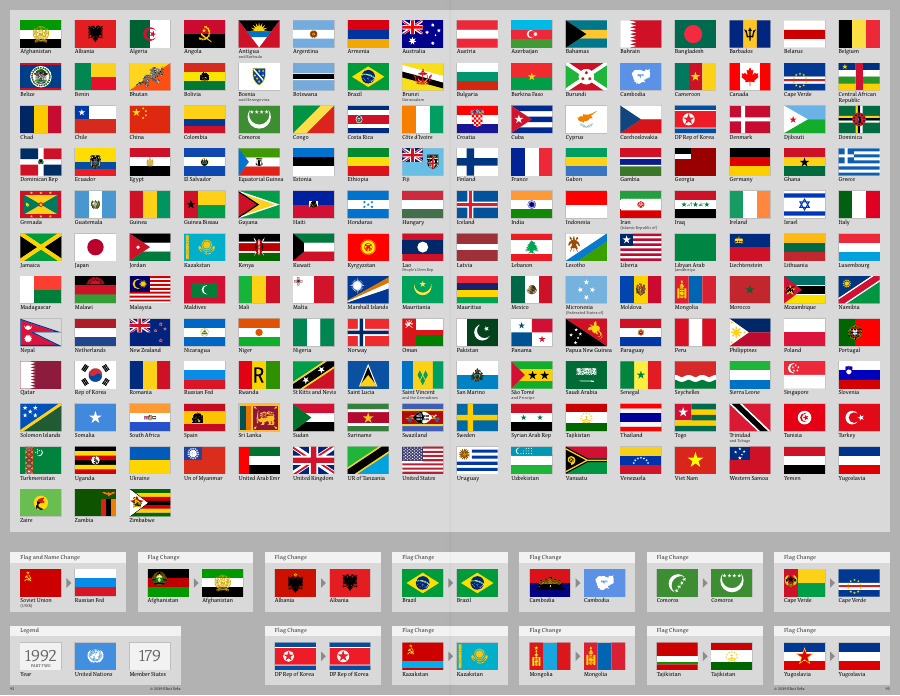 Afghanistan Albania Algeria Angola Antigua Argentina Armenia Australia Austria Azerbaijan Bahamas Bahrain Bangladesh Barbados Belarus Belgium
and Barbuda
Belize Benin Bhutan Bolivia Bosnia Botswana Brazil Brunei Bulgaria Burkina Faso Burundi Cambodia Cameroon Canada Cape Verde Central African
and Herzegovina Darussalam Republic
Chad Chile China Colombia Comoros Congo Costa Rica Côte d'Ivoire Croatia Cuba Cyprus Czechoslovakia DP Rep of Korea Denmark Djibouti Dominica
Dominican Rep Ecuador Egypt El Salvador Equatorial Guinea Estonia Ethiopia Fiji Finland France Gabon Gambia Georgia Germany Ghana Greece
Grenada Guatemala Guinea Guinea Bissau Guyana Haiti Honduras Hungary Iceland India Indonesia Iran Iraq Ireland Israel Italy
(Islamic Republic of)
Jamaica Japan Jordan Kazakstan Kenya Kuwait Kyrgyzstan Lao Latvia Lebanon Lesotho Liberia Libyan Arab Liechtenstein Lithuania Luxembourg
People's Dem Rep Jamahiriya
Madagascar Malawi Malaysia Maldives Mali Malta Marshall Islands Mauritania Mauritius Mexico Micronesia Moldova Mongolia Morocco Mozambique Namibia
(Federated States of)
Nepal Netherlands New Zealand Nicaragua Niger Nigeria Norway Oman Pakistan Panama Papua New Guinea Paraguay Peru Philippines Poland Portugal
Qatar Rep of Korea Romania Russian Fed Rwanda St Kitts and Nevis Saint Lucia Saint Vincent San Marino São Tomé Saudi Arabia Senegal Seychelles Sierra Leone Singapore Slovenia
and the Grenadines and Principe
Solomon Islands Somalia South Africa Spain Sri Lanka Sudan Suriname Swaziland Sweden Syrian Arab Rep Tajikistan Thailand Togo Trinidad Tunisia Turkey
and Tobago
Turkmenistan Uganda Ukraine Un of Myanmar United Arab Emir United Kingdom UR of Tanzania United States Uruguay Uzbekistan Vanuatu Venezuela Viet Nam Western Samoa Yemen Yugoslavia
Zaire Zambia Zimbabwe
Flag and Name Change Flag Change Flag Change Flag Change Flag Change Flag Change Flag Change
Soviet Union Russian Fed Afghanistan Afghanistan Albania Albania Brazil Brazil Cambodia Cambodia Comoros Comoros Cape Verde Cape Verde
(USSR)
Legend Flag Change Flag Change Flag Change Flag Change Flag Change
1992 179
PART TWO
Year United Nations Member States DP Rep of Korea DP Rep of Korea Kazakstan Kazakstan Mongolia Mongolia Tajikistan Tajikistan Yugoslavia Yugoslavia